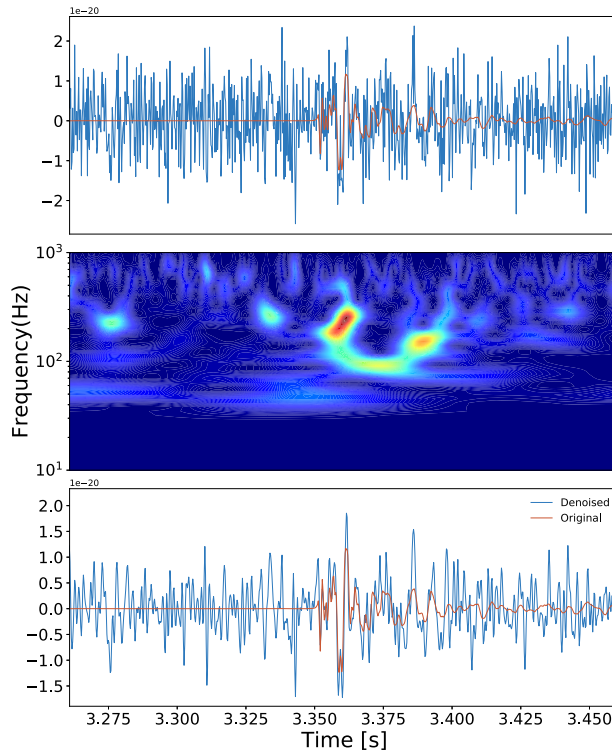 1e−20
2
1
0
−1
−2
Frequency(Hz)
10³
10²
10¹
1e−20
2.0
1.5
1.0
0.5
0.0
−0.5
−1.0
−1.5
Denoised
Original
3.275 3.300 3.325 3.350 3.375 3.400 3.425 3.450
Time [s]